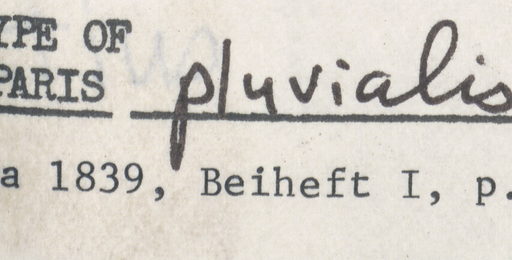 YPE OF
PARIS pluvialis
a 1839, Beiheft I, p.